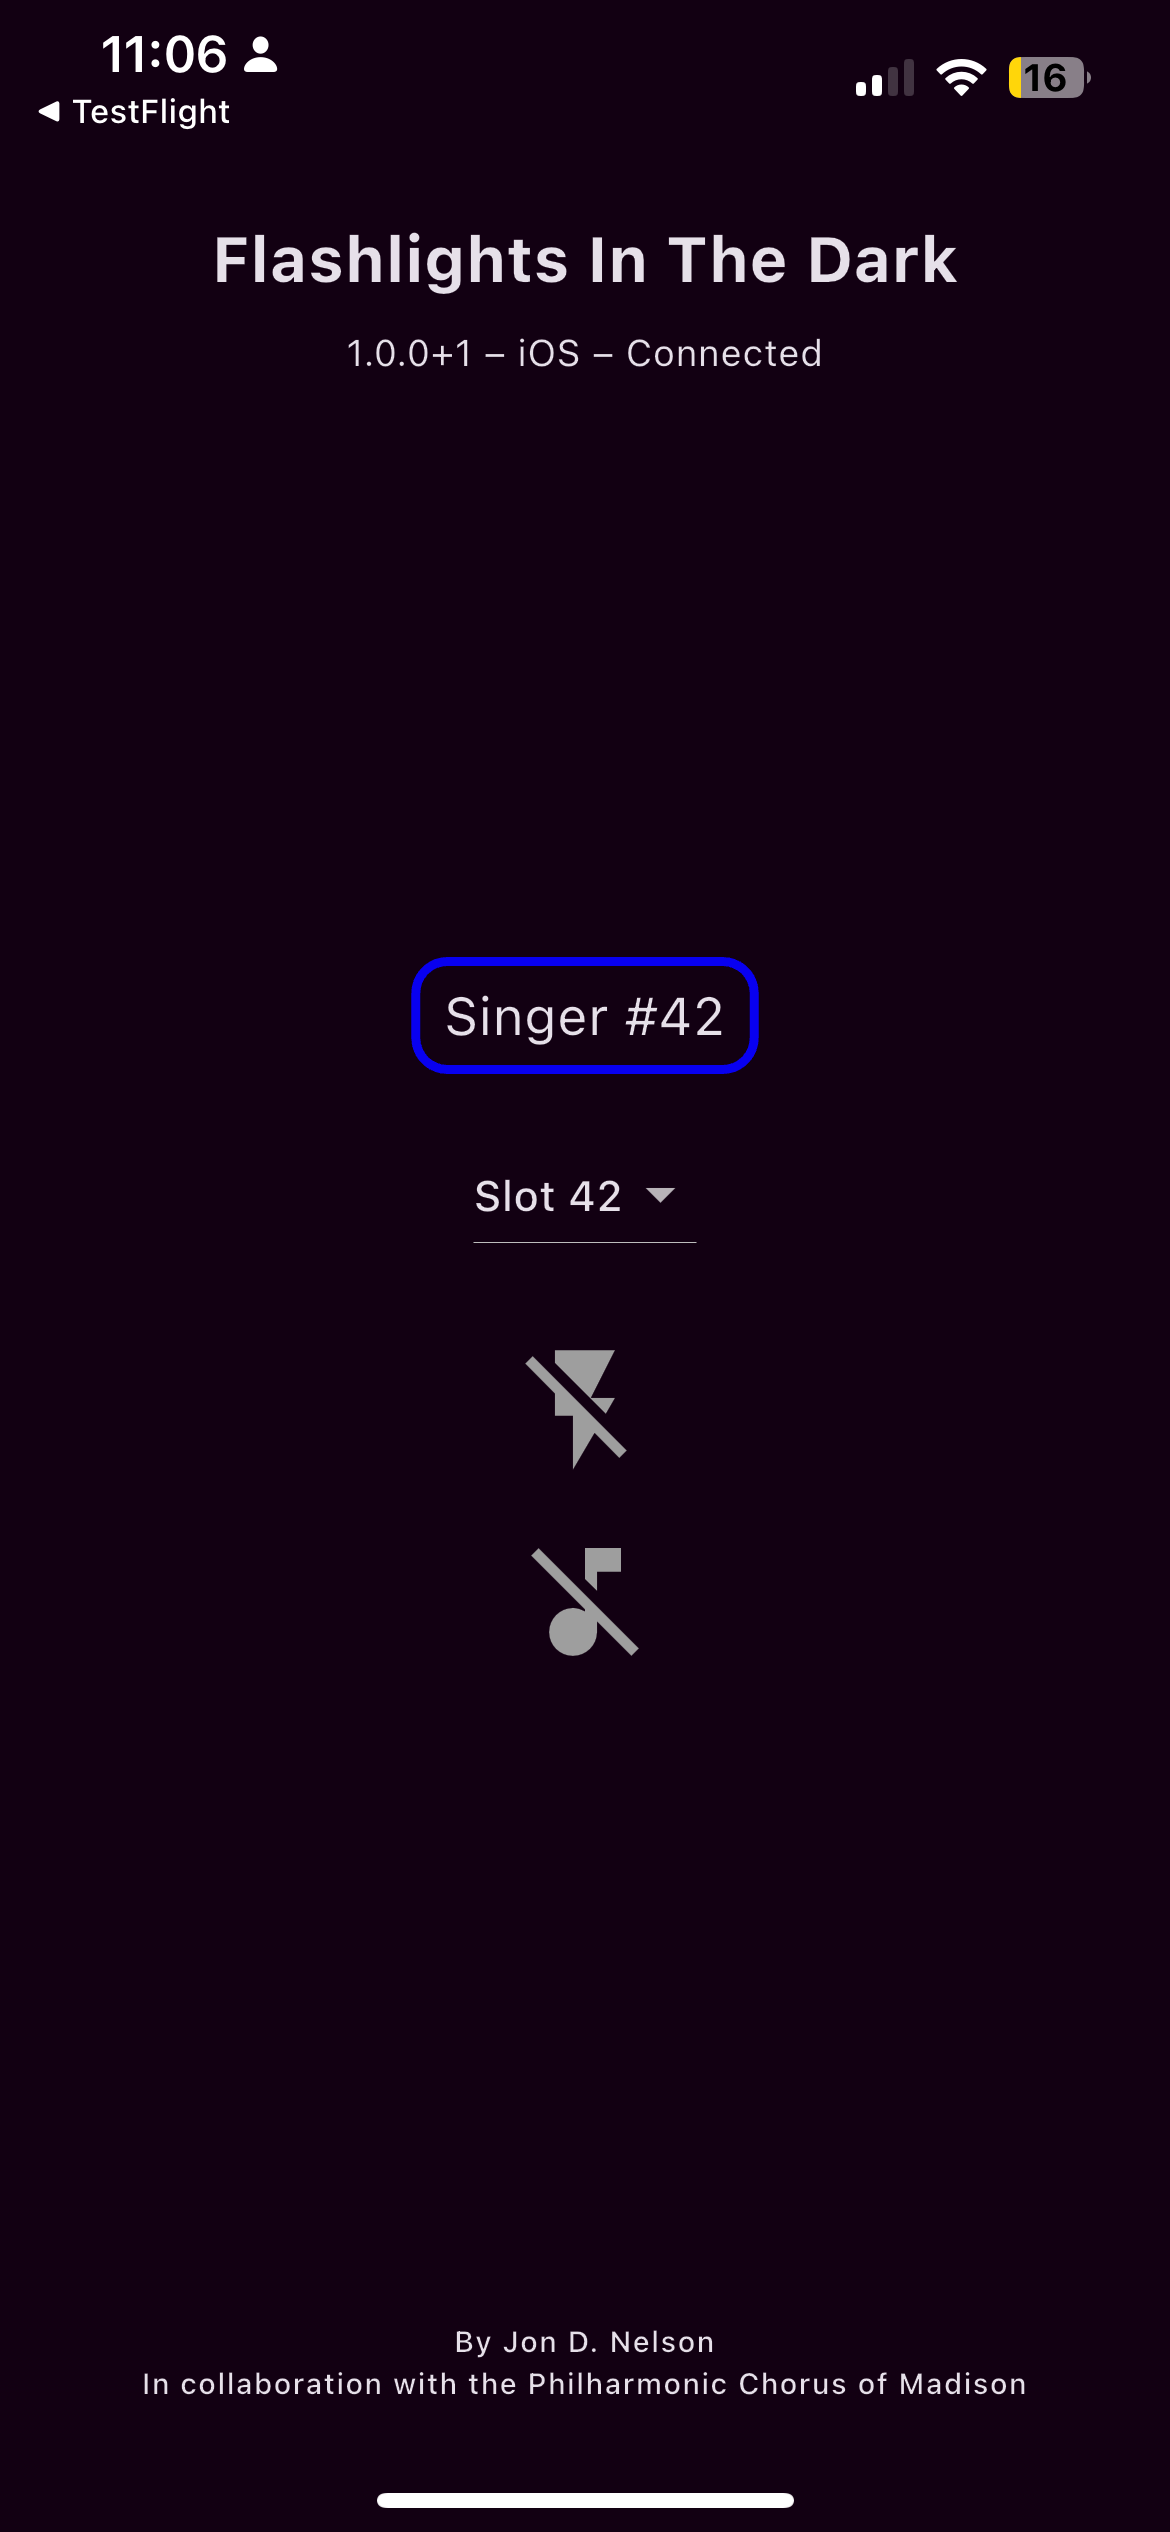 11:06
TestFlight
16
Flashlights In The Dark
1.0.0+1 – iOS – Connected
Singer #42
Slot 42
By Jon D. Nelson
In collaboration with the Philharmonic Chorus of Madison